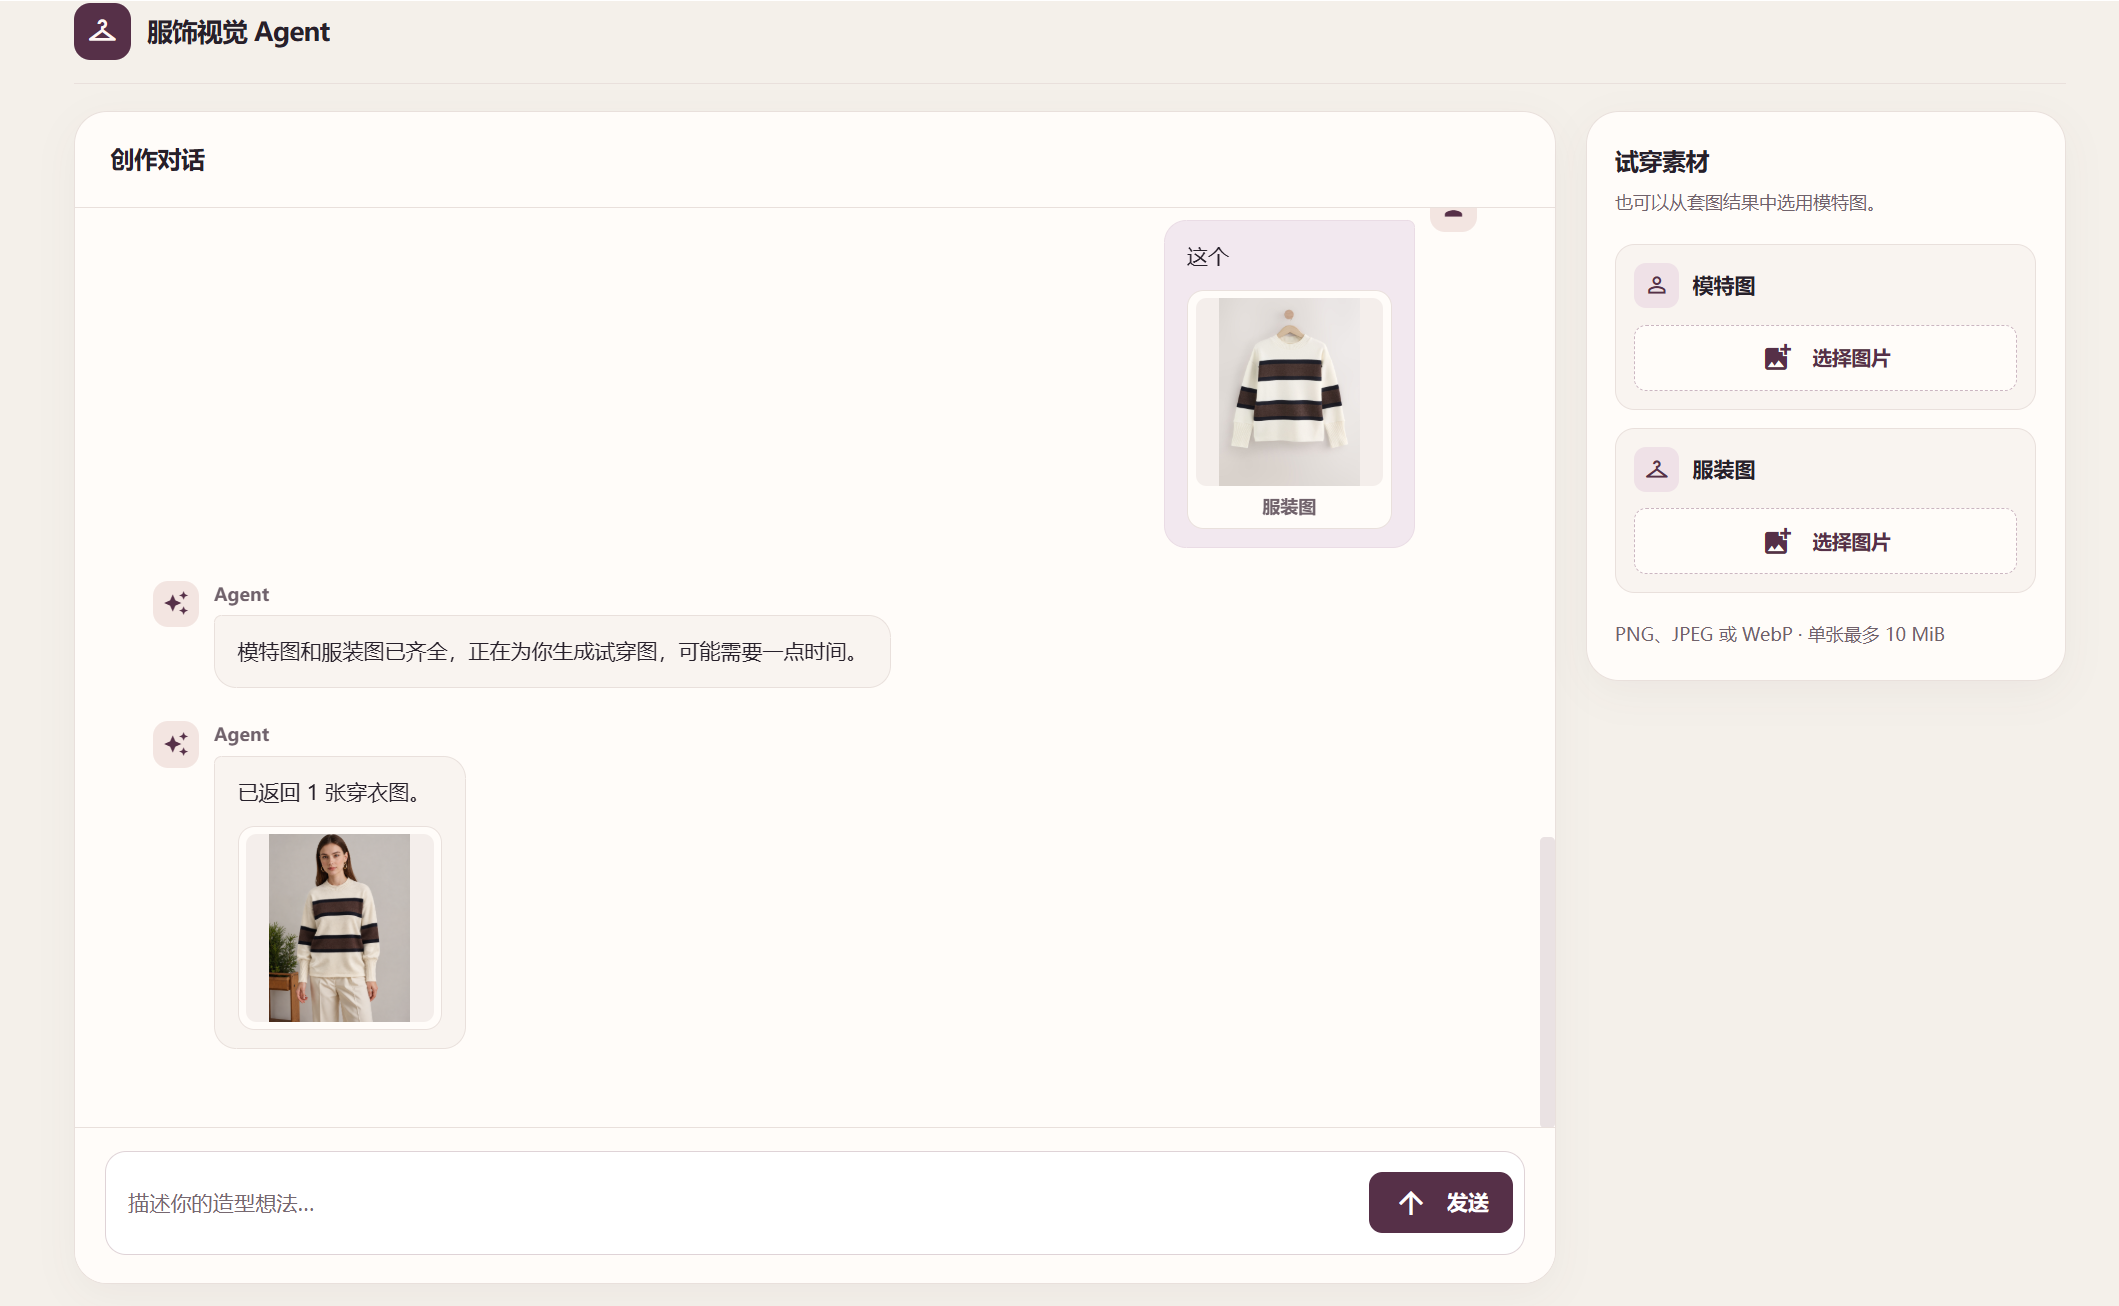 服饰视觉 Agent
创作对话
这个
服装图
Agent
模特图和服装图已齐全，正在为你生成试穿图，可能需要一点时间。
Agent
已返回 1 张穿衣图。
描述你的造型想法...
发送
试穿素材
也可以从套图结果中选用模特图。
模特图
选择图片
服装图
选择图片
PNG、JPEG 或 WebP · 单张最多 10 MiB